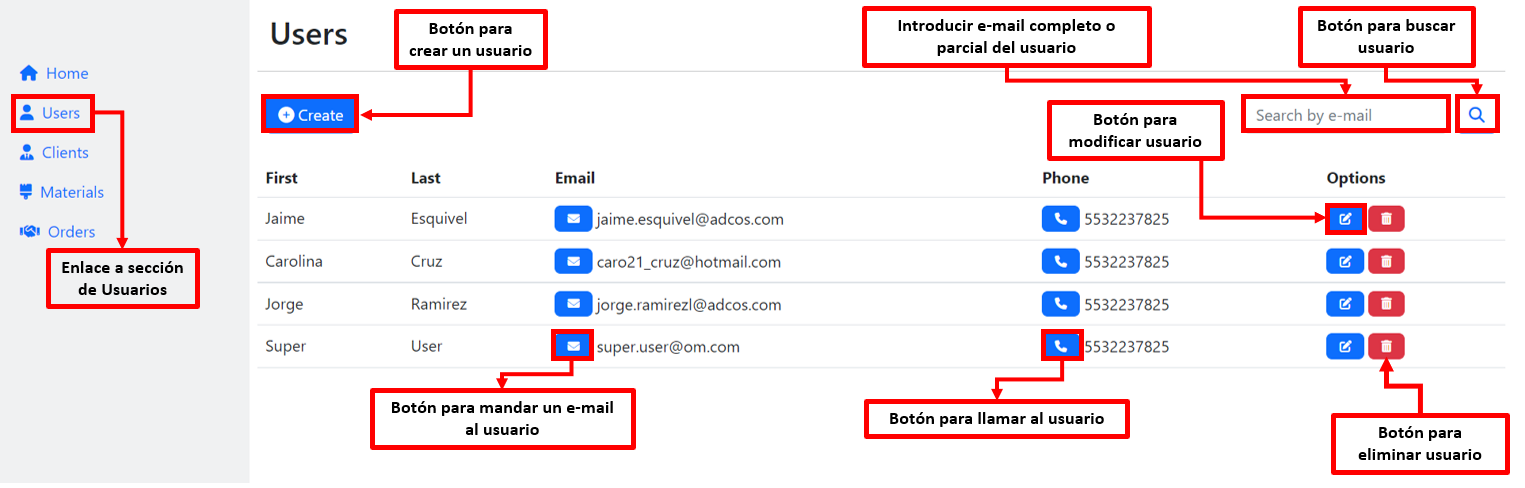 Users
Botón para
crear un usuario
Introducir e-mail completo o
parcial del usuario
Botón para buscar
usuario
Home
Users
Clients
Materials
Orders
Enlace a sección
de Usuarios
Create
Search by e-mail
Botón para
modificar usuario
First Last Email Phone Options
Jaime Esquivel jaime.esquivel@adcos.com 5532237825
Carolina Cruz caro21_cruz@hotmail.com 5532237825
Jorge Ramirez jorge.ramirezl@adcos.com 5532237825
Super User super.user@om.com 5532237825
Botón para mandar un e-mail
al usuario
Botón para llamar al usuario
Botón para
eliminar usuario